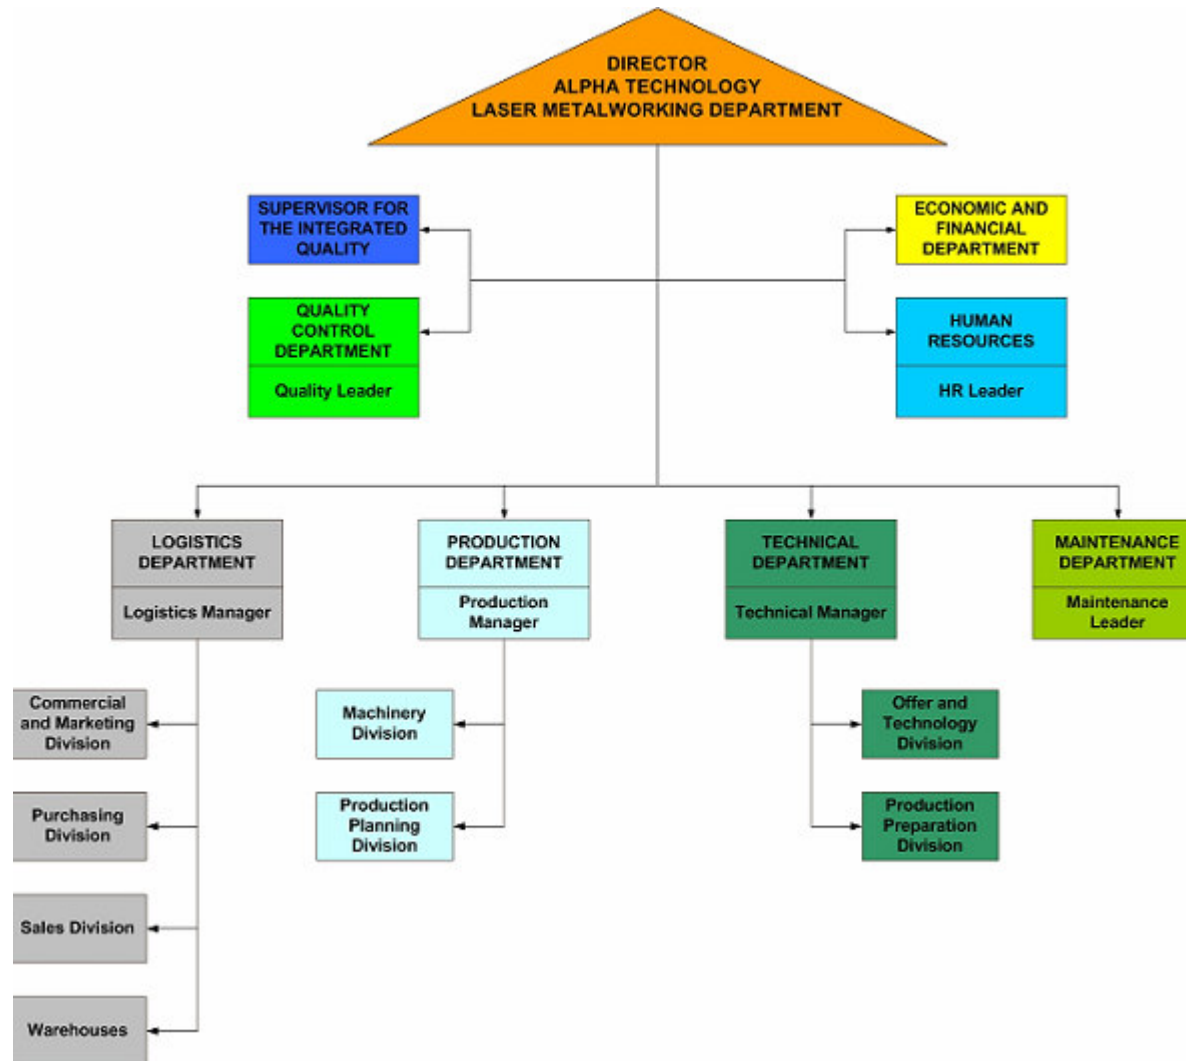 DIRECTOR
ALPHA TECHNOLOGY
LASER METALWORKING DEPARTMENT
SUPERVISOR FOR
THE INTEGRATED
QUALITY
ECONOMIC AND
FINANCIAL
DEPARTMENT
QUALITY
CONTROL
DEPARTMENT
Quality Leader
HUMAN
RESOURCES
HR Leader
LOGISTICS
DEPARTMENT
Logistics Manager
PRODUCTION
DEPARTMENT
Production
Manager
TECHNICAL
DEPARTMENT
Technical Manager
MAINTENANCE
DEPARTMENT
Maintenance
Leader
Commercial
and Marketing
Division
Purchasing
Division
Sales Division
Warehouses
Machinery
Division
Production
Planning
Division
Offer and
Technology
Division
Production
Preparation
Division